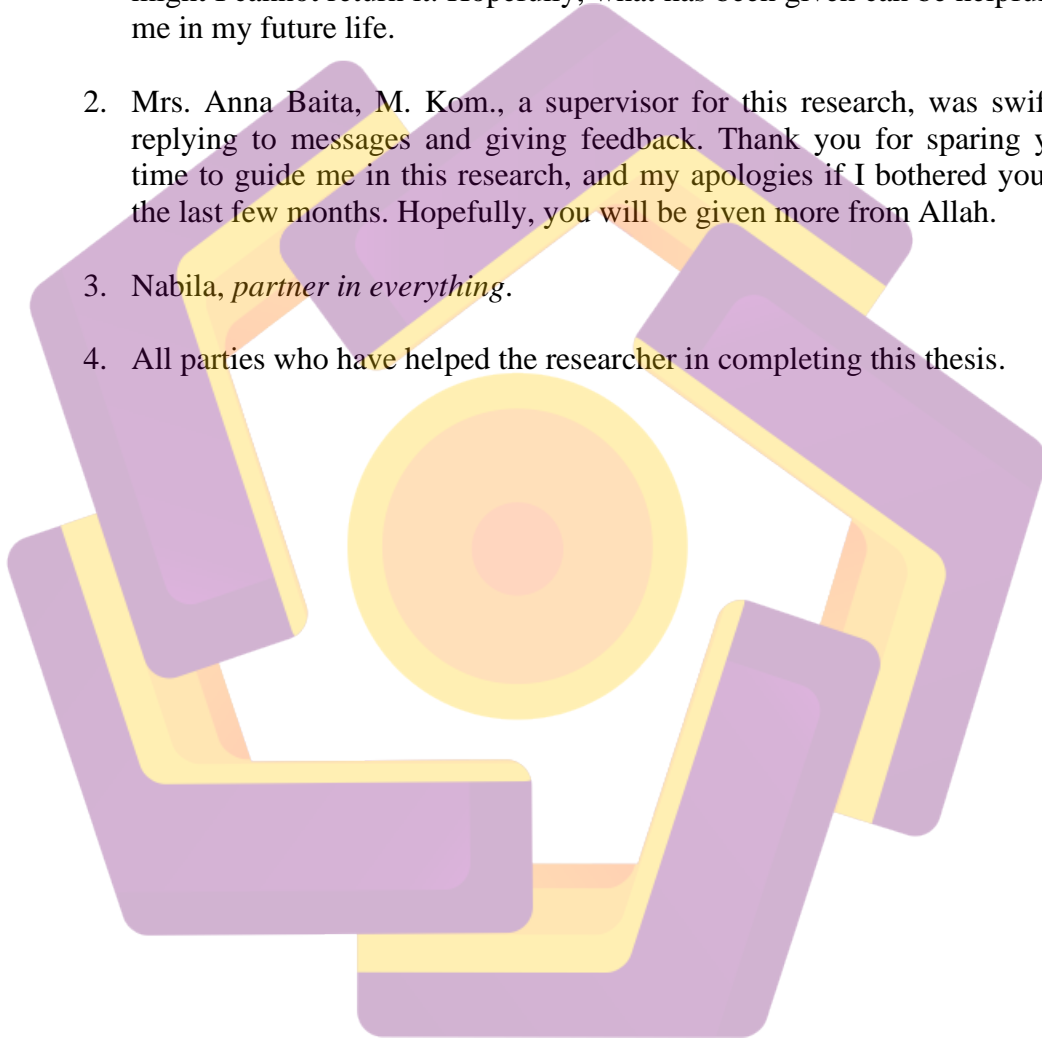 me in my future life.
2. Mrs. Anna Baita, M. Kom., a supervisor for this research, was
replying to messages and giving feedback. Thank you for sparing
time to guide me in this research, and my apologies if I bothered you
the last few months. Hopefully, you will be given more from Allah.
3. Nabila, partner in everything.
4. All parties who have helped the researcher in completing this thesis.